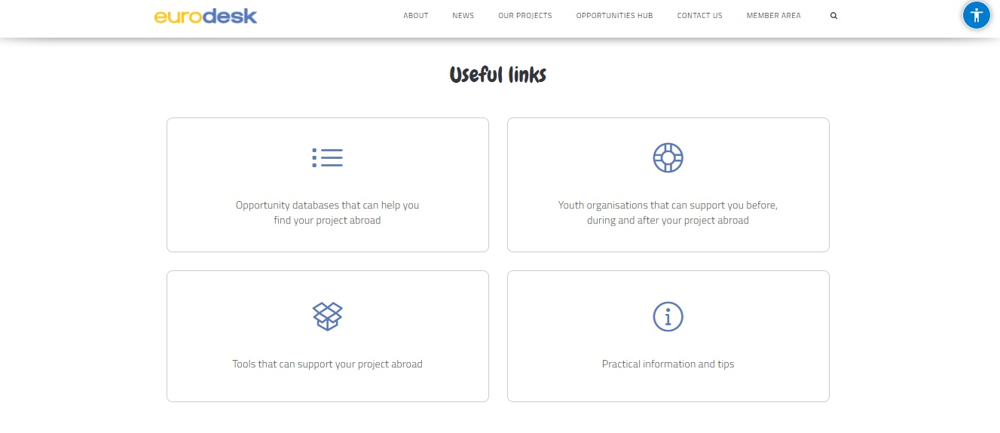 eurodesk
ABOUT NEWS OUR PROJECTS OPPORTUNITIES HUB CONTACT US MEMBER AREA
Useful links
Opportunity databases that can help you
find your project abroad
Youth organisations that can support you before,
during and after your project abroad
Tools that can support your project abroad
Practical information and tips